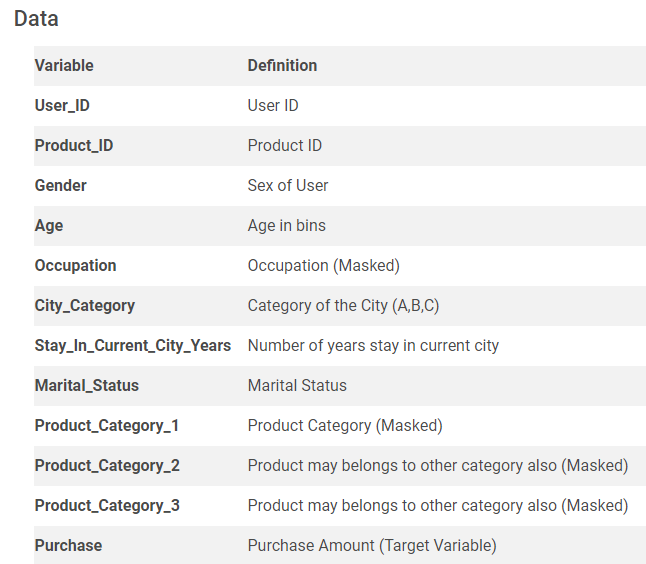 Data
Variable Definition
User_ID User ID
Product_ID Product ID
Gender Sex of User
Age Age in bins
Occupation Occupation (Masked)
City_Category Category of the City (A,B,C)
Stay_In_Current_City_Years Number of years stay in current city
Marital_Status Marital Status
Product_Category_1 Product Category (Masked)
Product_Category_2 Product may belongs to other category also (Masked)
Product_Category_3 Product may belongs to other category also (Masked)
Purchase Purchase Amount (Target Variable)